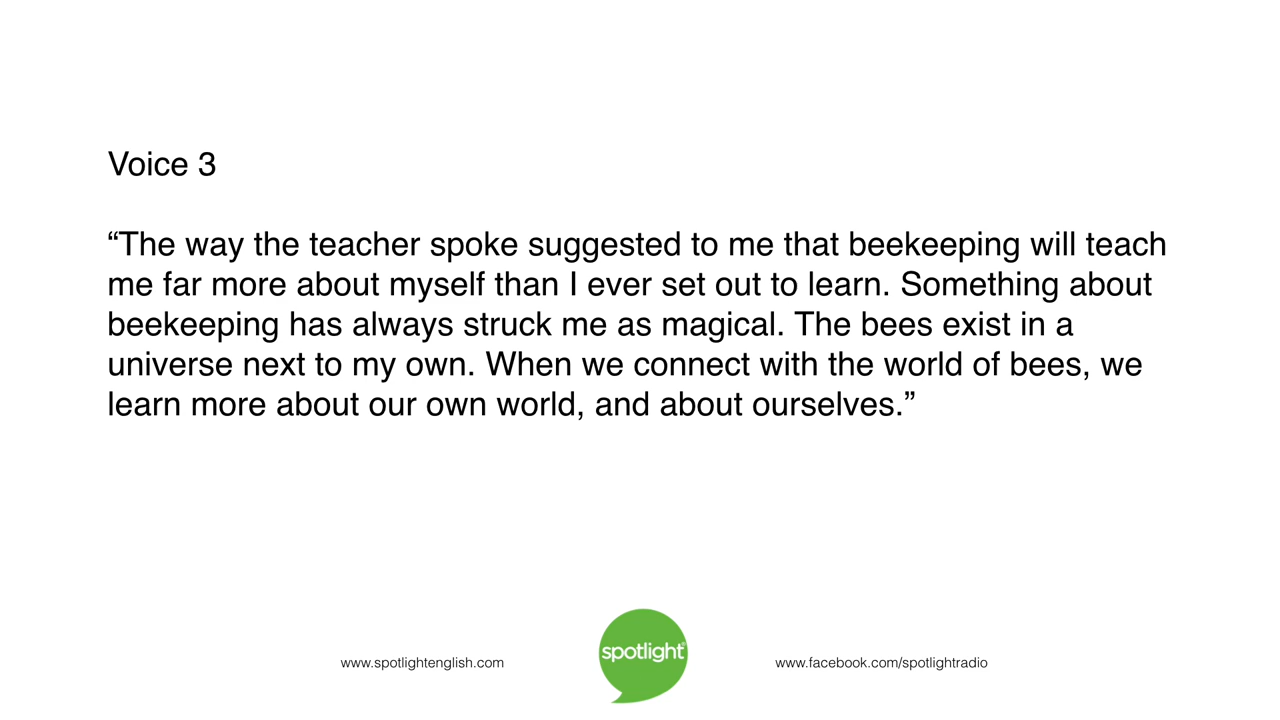 Voice 3
“The way the teacher spoke suggested to me that beekeeping will teach
me far more about myself than I ever set out to learn. Something about
beekeeping has always struck me as magical. The bees exist in a
universe next to my own. When we connect with the world of bees, we
learn more about our own world, and about ourselves.”
www.spotlightenglish.com
spotlight®
www.facebook.com/spotlightradio